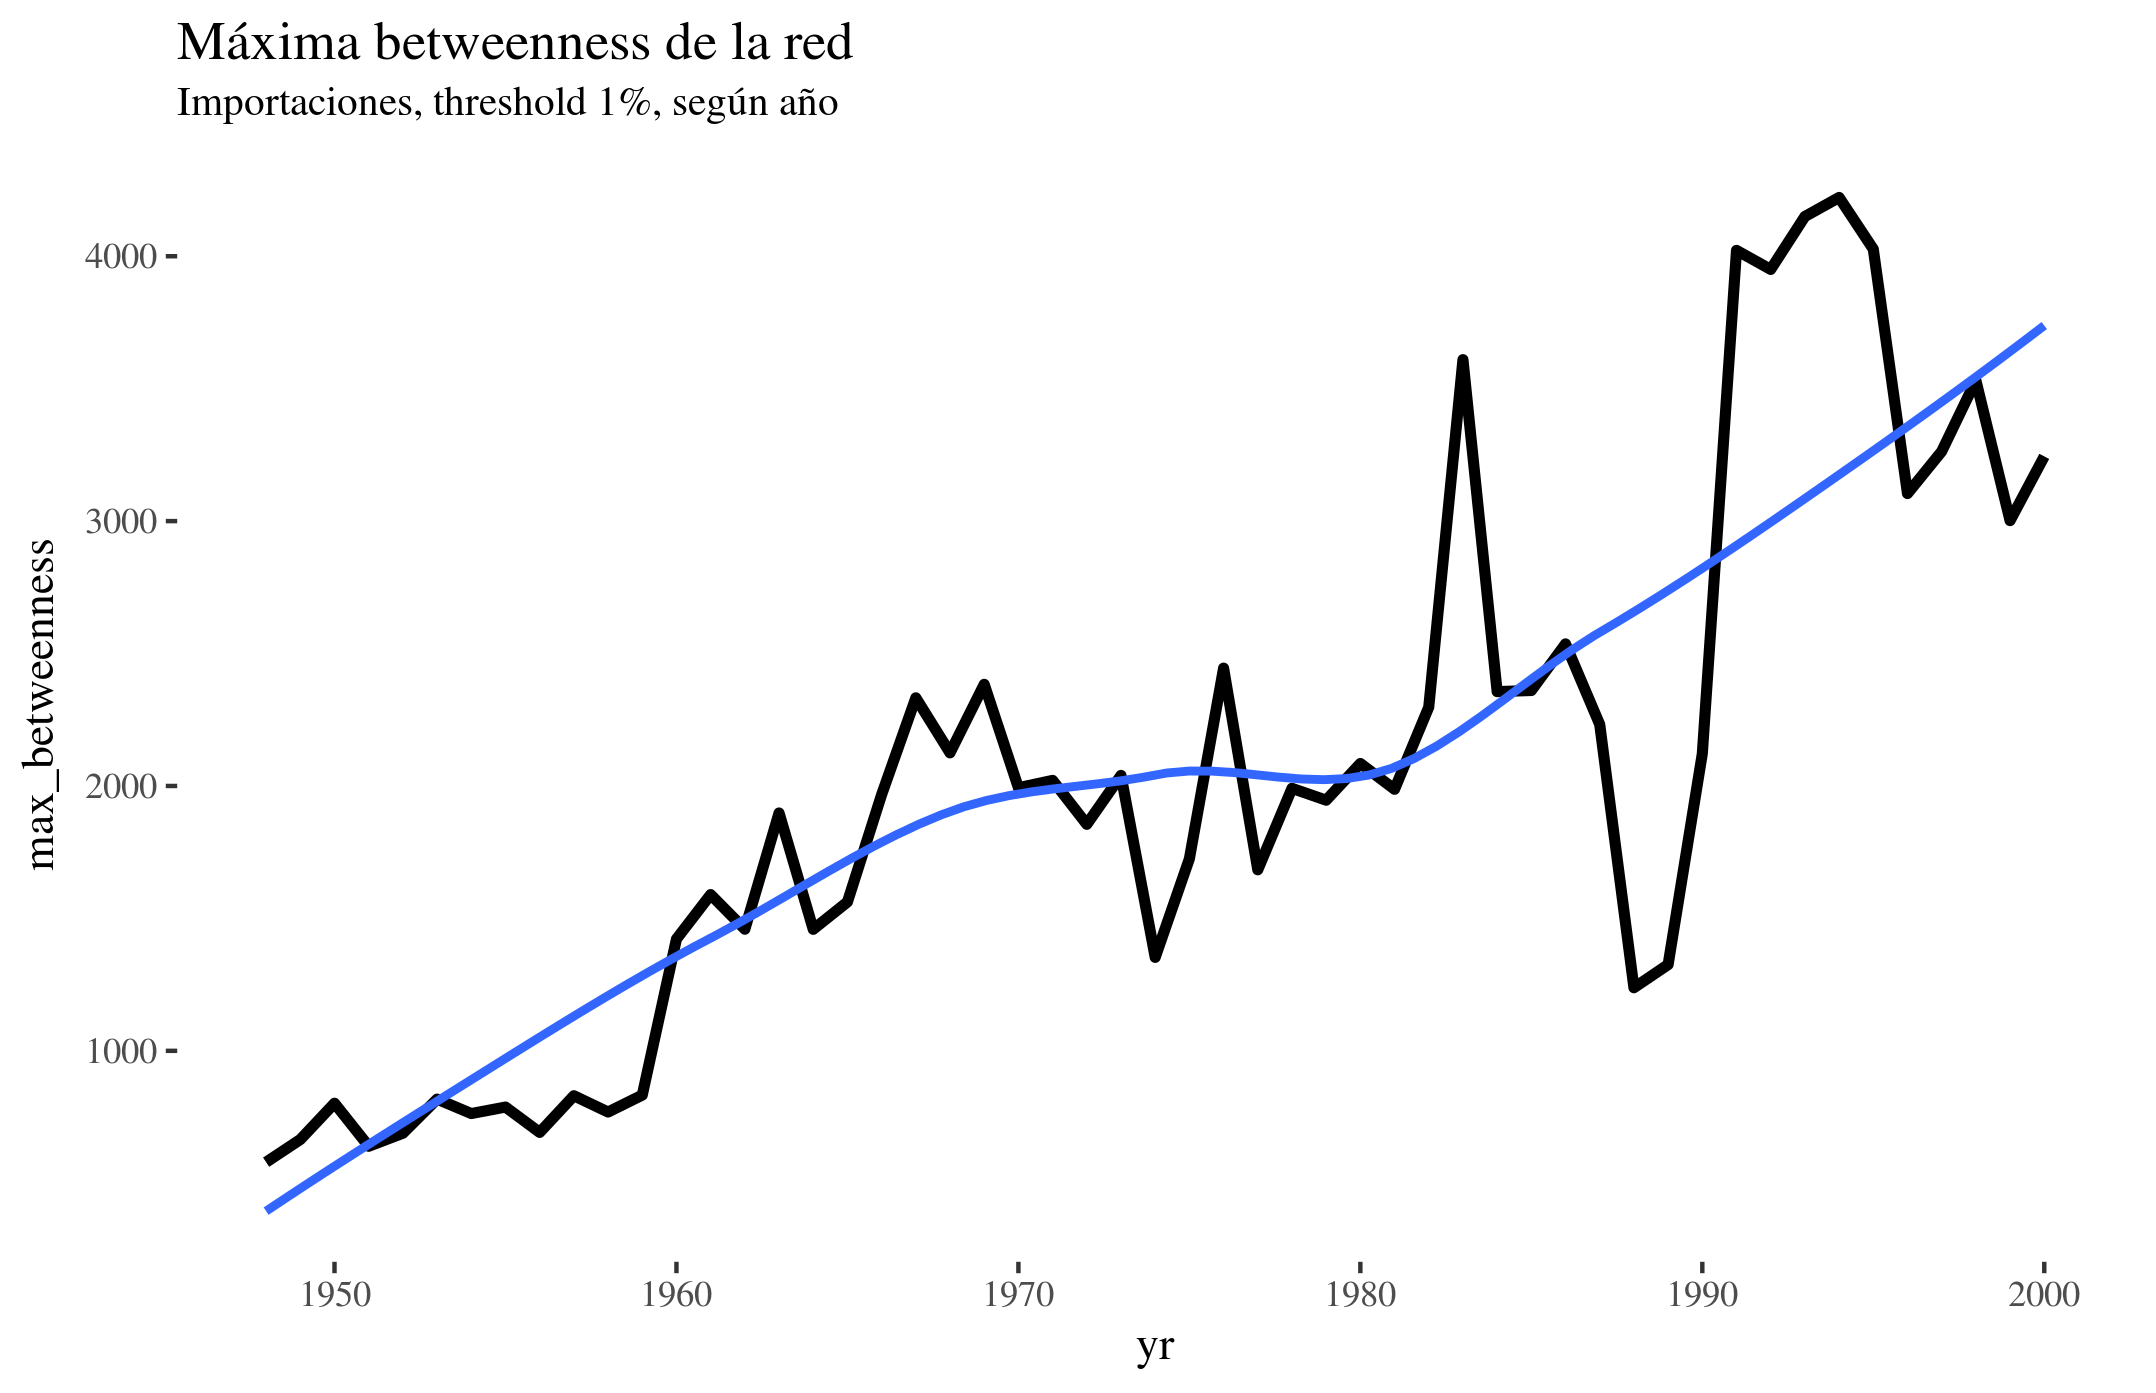 Máxima betweenness de la red
Importaciones, threshold 1%, según año
max_betweenness
4000
3000
2000
1000
1950 1960 1970 1980 1990 2000
yr